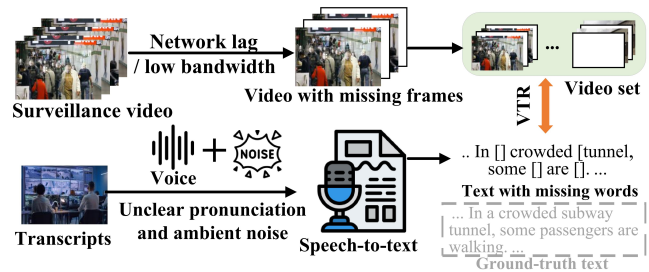 Network lag
/ low bandwidth
Surveillance video
Video with missing frames
...
Video set
VTR
Voice
+
NOISE
Transcripts
Unclear pronunciation
and ambient noise
Speech-to-text
.. In [] crowded [tunnel,
some [] are []. ...
Text with missing words
... In a crowded subway
tunnel, some passengers are
walking. ...
Ground-truth text